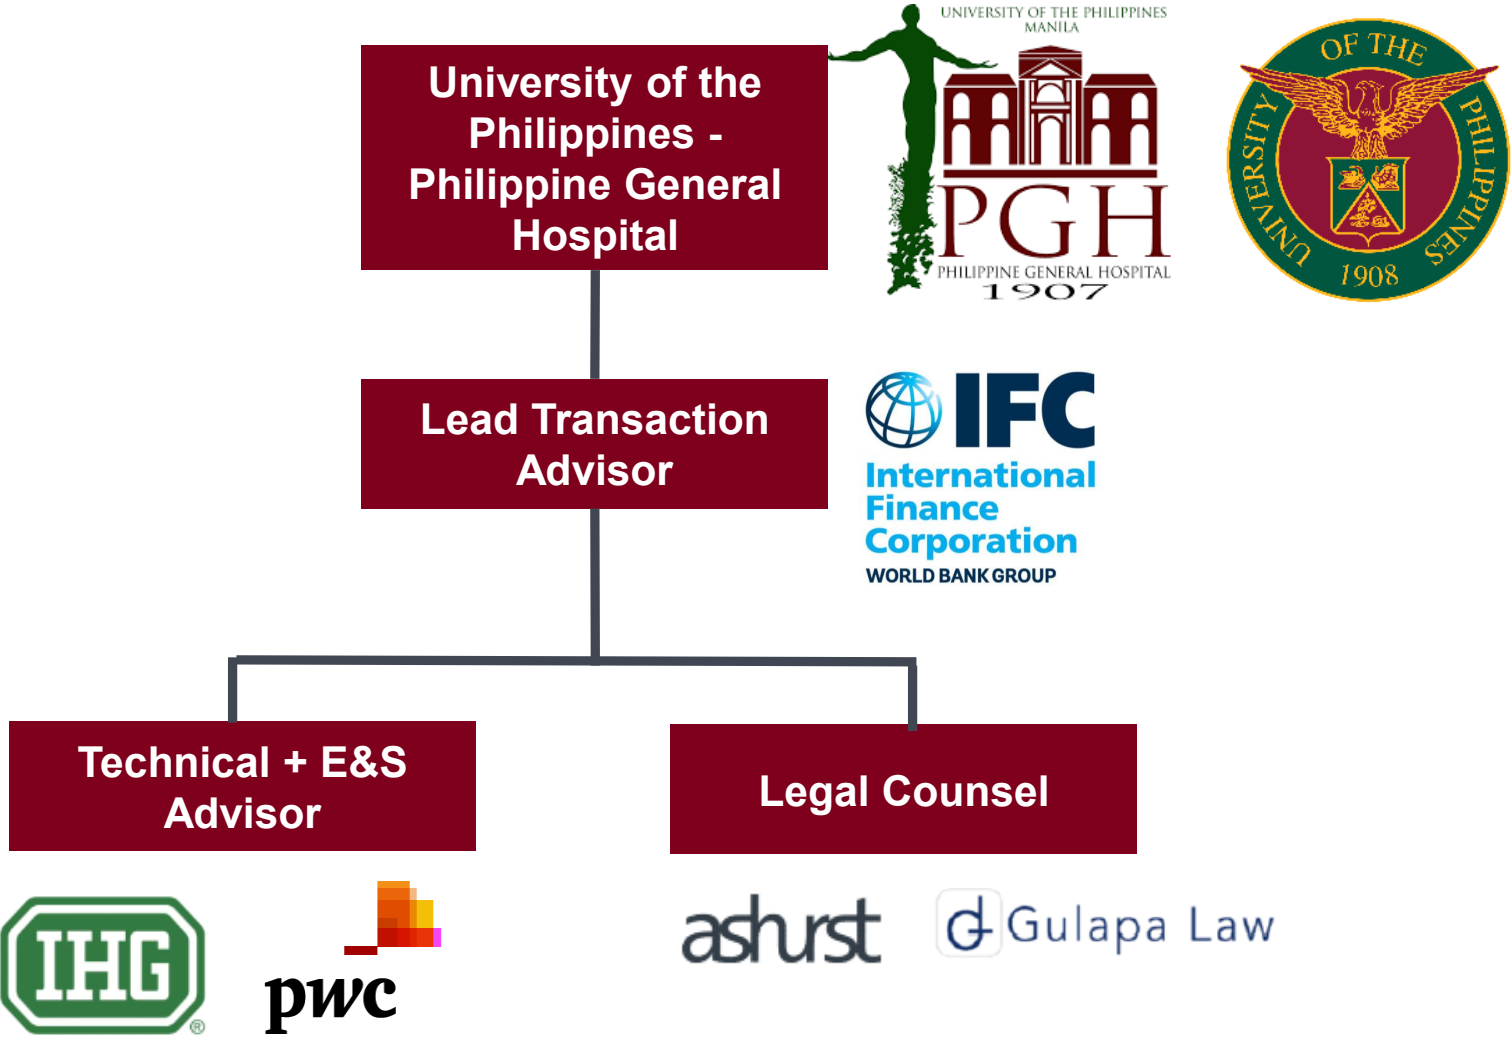 University of the
Philippines -
Philippine General
Hospital
UNIVERSITY OF THE PHILIPPINES
MANILA
PGH
PHILIPPINE GENERAL HOSPITAL
1907
UNIVERSITY OF THE PHILIPPINES
1908
Lead Transaction
Advisor
IFC
International
Finance
Corporation
WORLD BANK GROUP
Technical + E&S
Advisor
Legal Counsel
IHG
®
pwc
ashurst
Gulapa Law